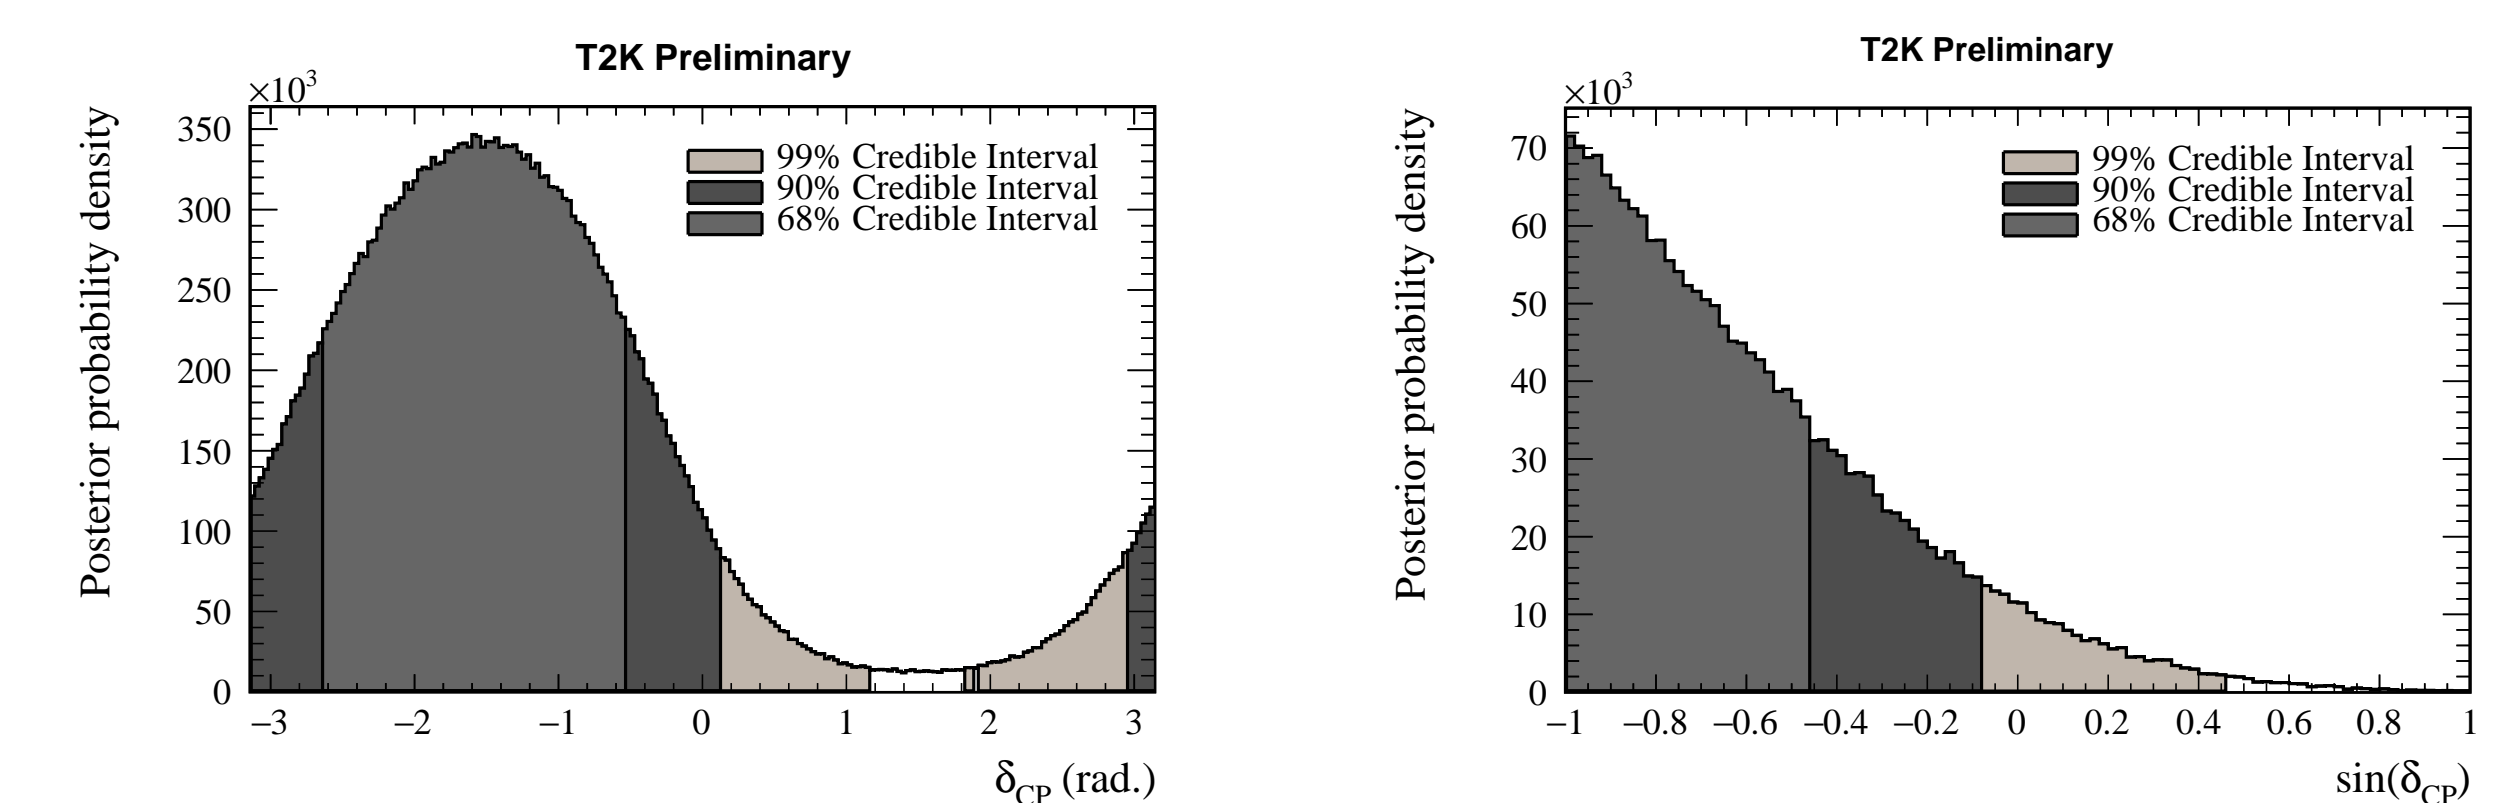 T2K Preliminary
×10³
Posterior probability density
350
300
250
200
150
100
50
0
99% Credible Interval
90% Credible Interval
68% Credible Interval
−3 −2 −1 0 1 2 3
δCP (rad.)
T2K Preliminary
×10³
Posterior probability density
70
60
50
40
30
20
10
0
99% Credible Interval
90% Credible Interval
68% Credible Interval
−1 −0.8 −0.6 −0.4 −0.2 0 0.2 0.4 0.6 0.8 1
sin(δCP)